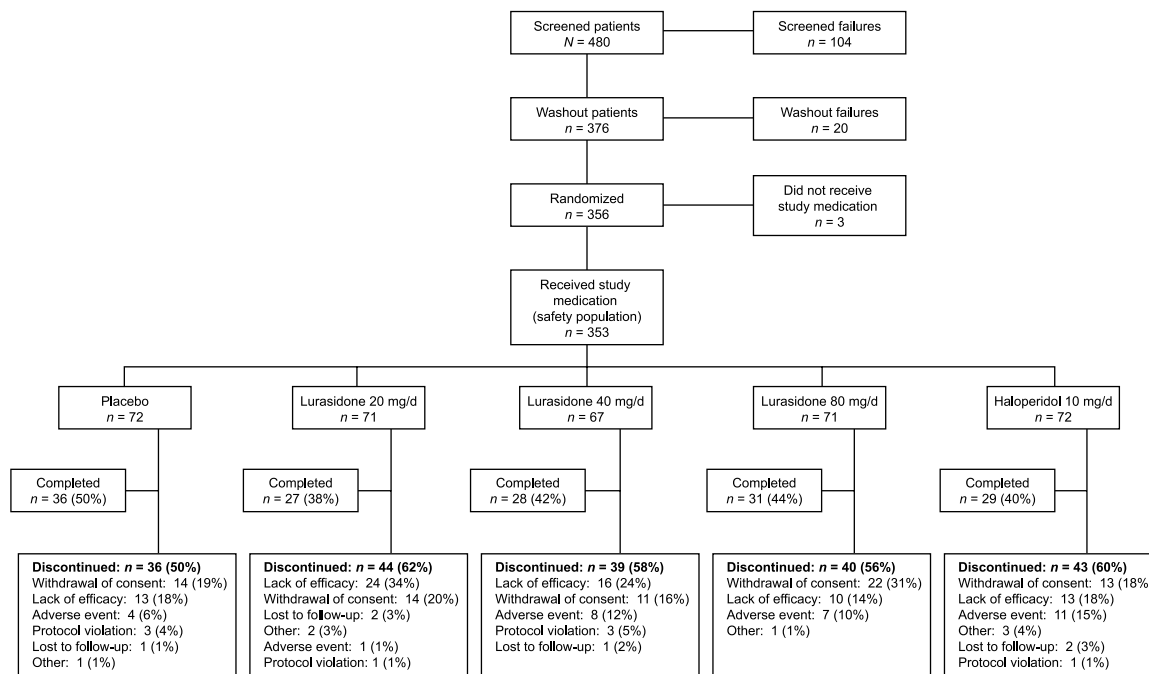 Screened patients
N = 480
Screened failures
n = 104
Washout patients
n = 376
Washout failures
n = 20
Randomized
n = 356
Did not receive
study medication
n = 3
Received study
medication
(safety population)
n = 353
Placebo
n = 72
Lurasidone 20 mg/d
n = 71
Lurasidone 40 mg/d
n = 67
Lurasidone 80 mg/d
n = 71
Haloperidol 10 mg/d
n = 72
Completed
n = 36 (50%)
Completed
n = 27 (38%)
Completed
n = 28 (42%)
Completed
n = 31 (44%)
Completed
n = 29 (40%)
Discontinued: n = 36 (50%)
Withdrawal of consent: 14 (19%)
Lack of efficacy: 13 (18%)
Adverse event: 4 (6%)
Protocol violation: 3 (4%)
Lost to follow-up: 1 (1%)
Other: 1 (1%)
Discontinued: n = 44 (62%)
Lack of efficacy: 24 (34%)
Withdrawal of consent: 14 (20%)
Lost to follow-up: 2 (3%)
Other: 2 (3%)
Adverse event: 1 (1%)
Protocol violation: 1 (1%)
Discontinued: n = 39 (58%)
Lack of efficacy: 16 (24%)
Withdrawal of consent: 11 (16%)
Adverse event: 8 (12%)
Protocol violation: 3 (5%)
Lost to follow-up: 1 (2%)
Discontinued: n = 40 (56%)
Withdrawal of consent: 22 (31%)
Lack of efficacy: 10 (14%)
Adverse event: 7 (10%)
Other: 1 (1%)
Discontinued: n = 43 (60%)
Withdrawal of consent: 13 (18%
Lack of efficacy: 13 (18%)
Adverse event: 11 (15%)
Other: 3 (4%)
Lost to follow-up: 2 (3%)
Protocol violation: 1 (1%)